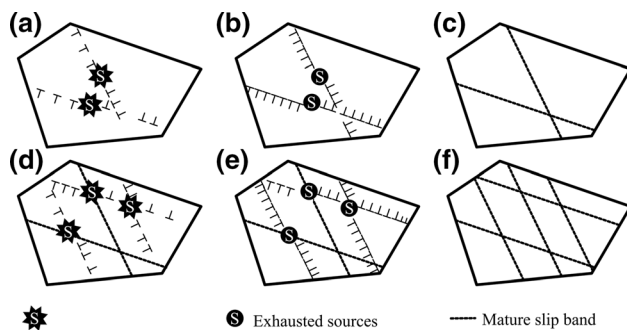 (a) (b) (c)
S S
S S
(d) (e) (f)
S S S S
S S
S S Exhausted sources Mature slip band